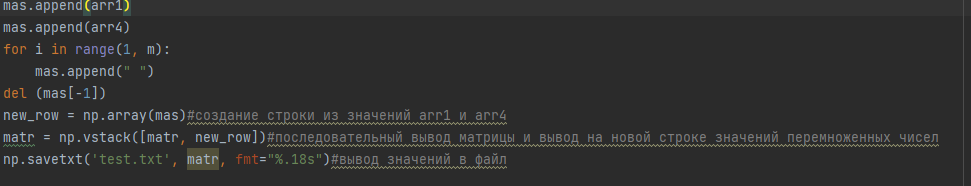 mas.append(arr1)
mas.append(arr4)
for i in range(1, m):
    mas.append(" ")
del (mas[-1])
new_row = np.array(mas)#создание строки из значений arr1 и arr4
matr = np.vstack([matr, new_row])#последовательный вывод матрицы и вывод на новой строке значений перемноженных чисел
np.savetxt('test.txt', matr, fmt="%.18s")#вывод значений в файл